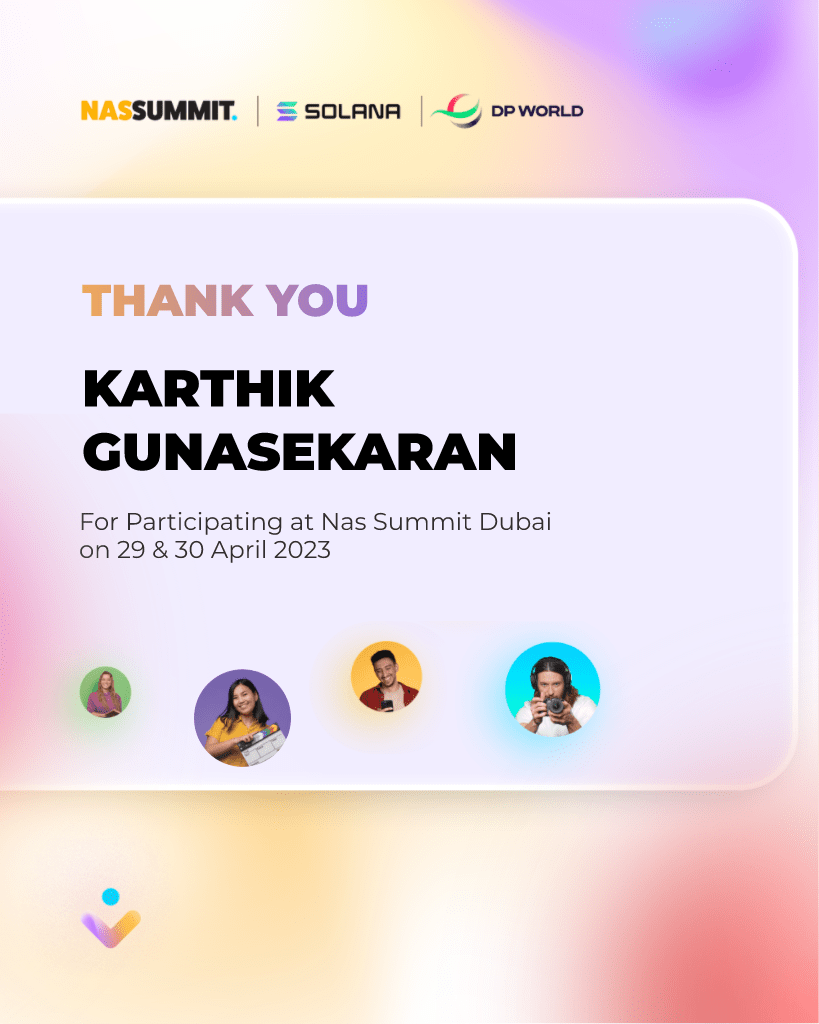 NASSUMMIT. SOLANA DP WORLD
THANK YOU
KARTHIK
GUNASEKARAN
For Participating at Nas Summit Dubai
on 29 & 30 April 2023